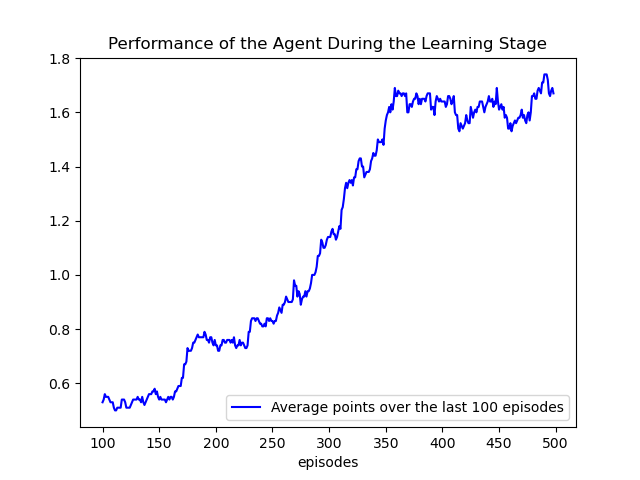 Performance of the Agent During the Learning Stage
1.8
1.6
1.4
1.2
1.0
0.8
0.6
Average points over the last 100 episodes
100 150 200 250 300 350 400 450 500
episodes